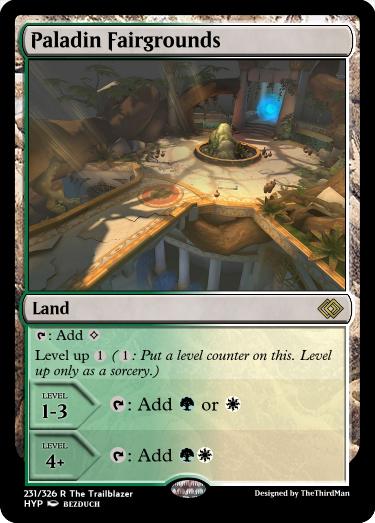 Paladin Fairgrounds
Land
: Add
Level up 1 ( 1 : Put a level counter on this. Level
up only as a sorcery.)
LEVEL
1-3
: Add or
LEVEL
4+
: Add
231/326 R The Trailblazer
HYP BEZDUCH
Designed by TheThirdMan